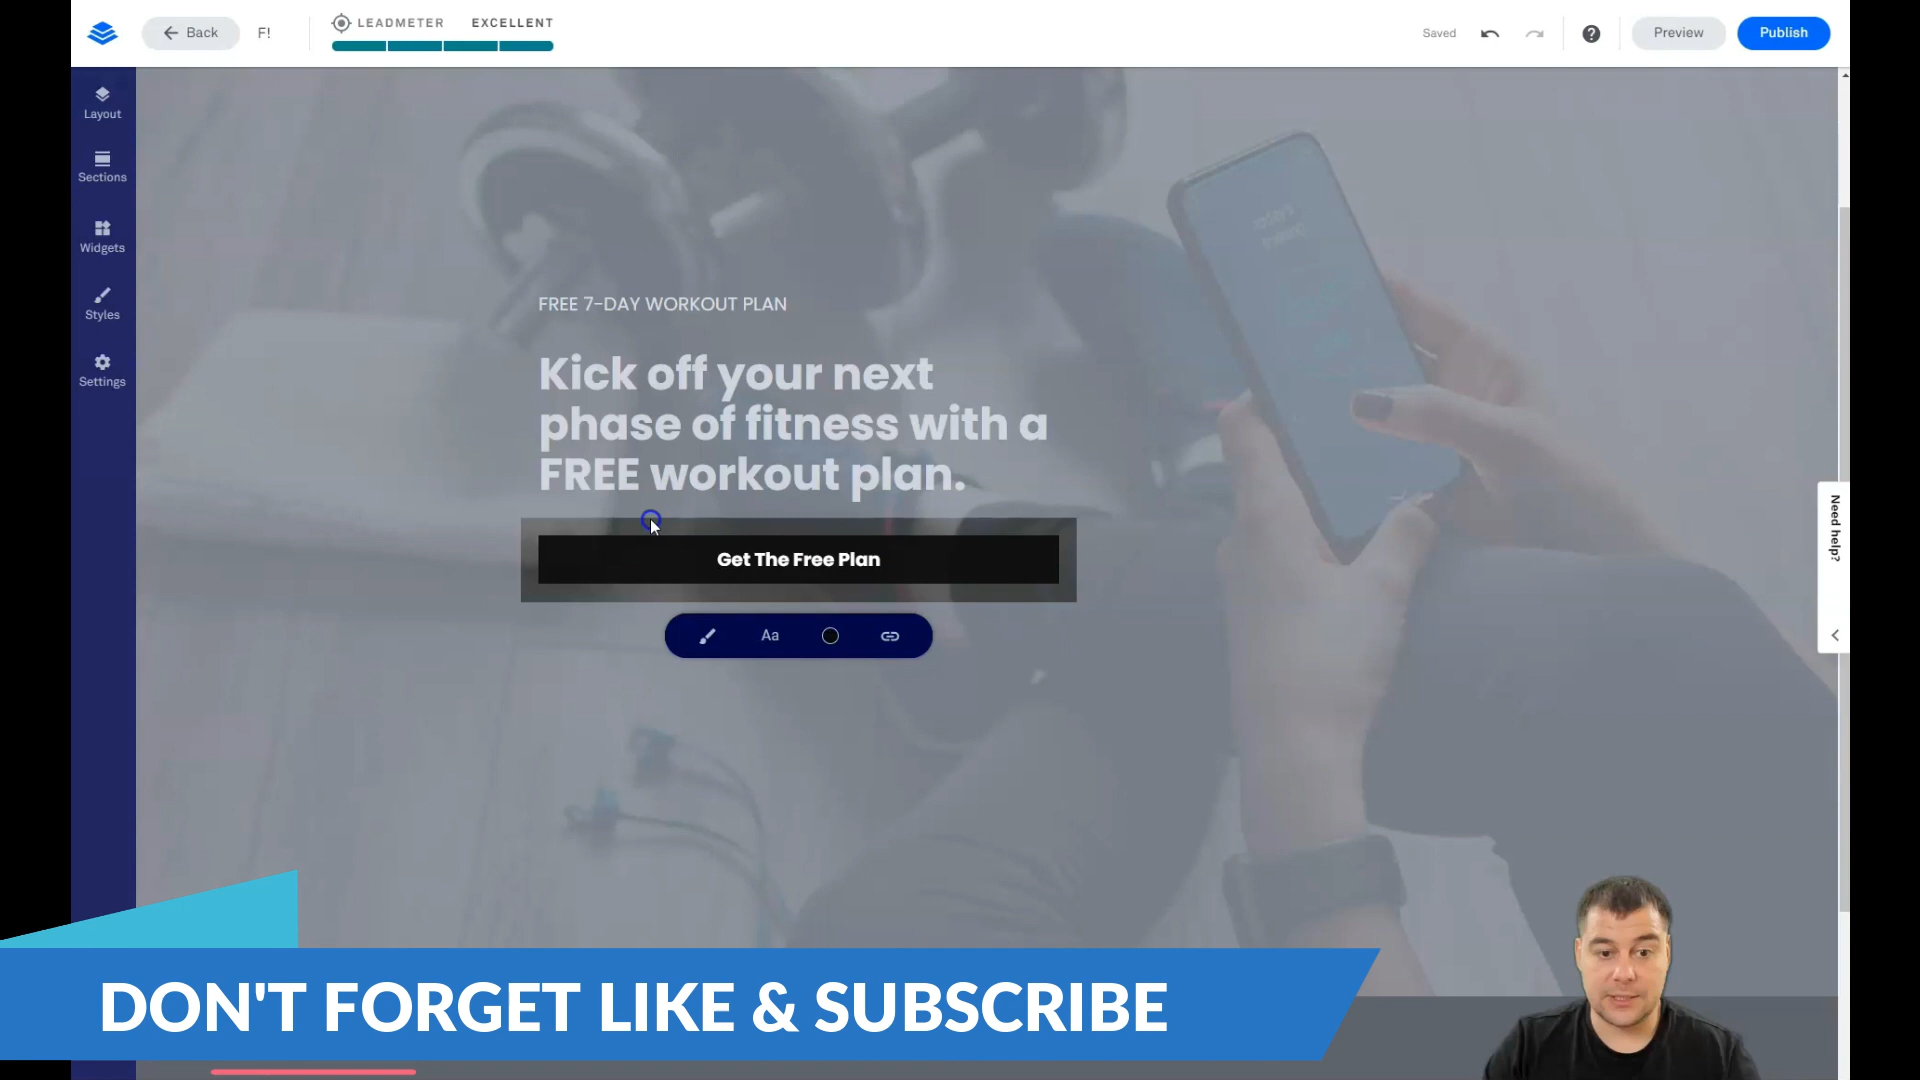 Back
F!
LEADMETER EXCELLENT
Saved
Preview
Publish
Layout
Sections
Widgets
Styles
Settings
FREE 7-DAY WORKOUT PLAN
Kick off your next
phase of fitness with a
FREE workout plan.
Get The Free Plan
Aa
Need help?
DON'T FORGET LIKE & SUBSCRIBE